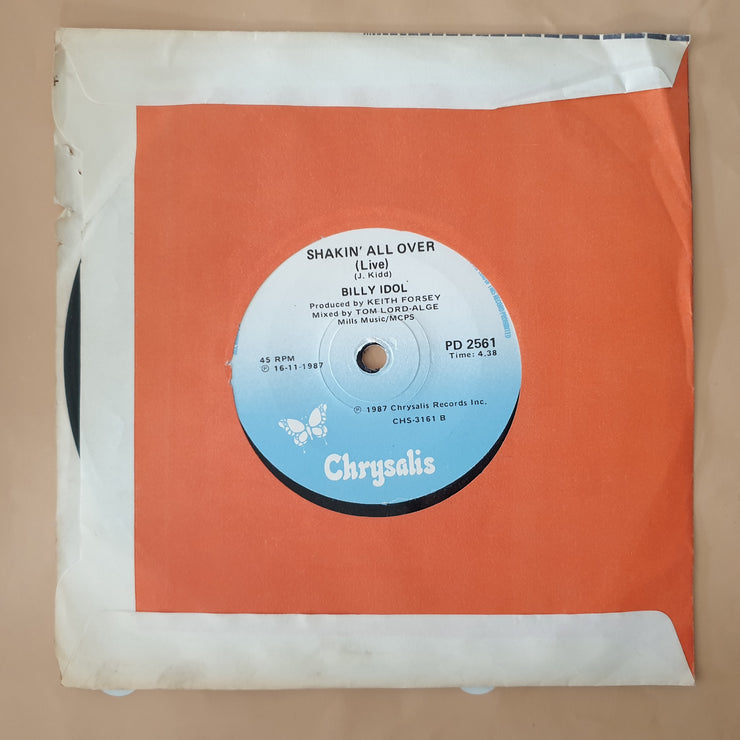 SHAKIN' ALL OVER
(Live)
(J. Kidd)
BILLY IDOL
Produced by KEITH FORSEY
Mixed by TOM LORD-ALGE
Mills Music/MCPS
45 RPM
℗ 16-11-1987
PD 2561
Time: 4.38
℗ 1987 Chrysalis Records Inc.
CHS-3161 B
Chrysalis